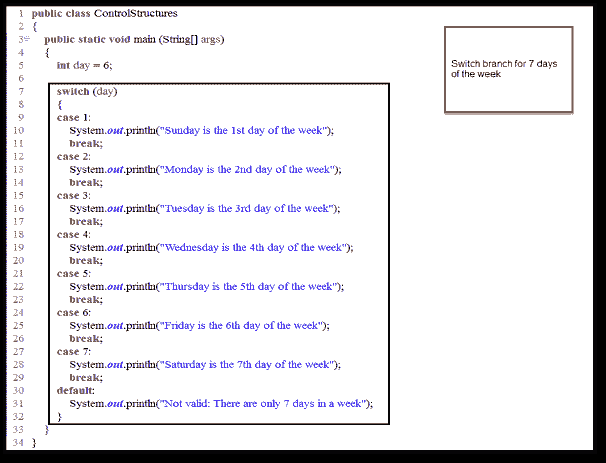 1 public class ControlStructures
2 {
3 public static void main (String[] args)
4 {
5 int day = 6;
6
7 switch (day)
8 {
9 case 1:
10 System.out.println("Sunday is the 1st day of the week");
11 break;
12 case 2:
13 System.out.println("Monday is the 2nd day of the week");
14 break;
15 case 3:
16 System.out.println("Tuesday is the 3rd day of the week");
17 break;
18 case 4:
19 System.out.println("Wednesday is the 4th day of the week");
20 break;
21 case 5:
22 System.out.println("Thursday is the 5th day of the week");
23 break;
24 case 6:
25 System.out.println("Friday is the 6th day of the week");
26 break;
27 case 7:
28 System.out.println("Saturday is the 7th day of the week");
29 break;
30 default:
31 System.out.println("Not valid: There are only 7 days in a week");
32 }
33 }
34 }
Switch branch for 7 days
of the week